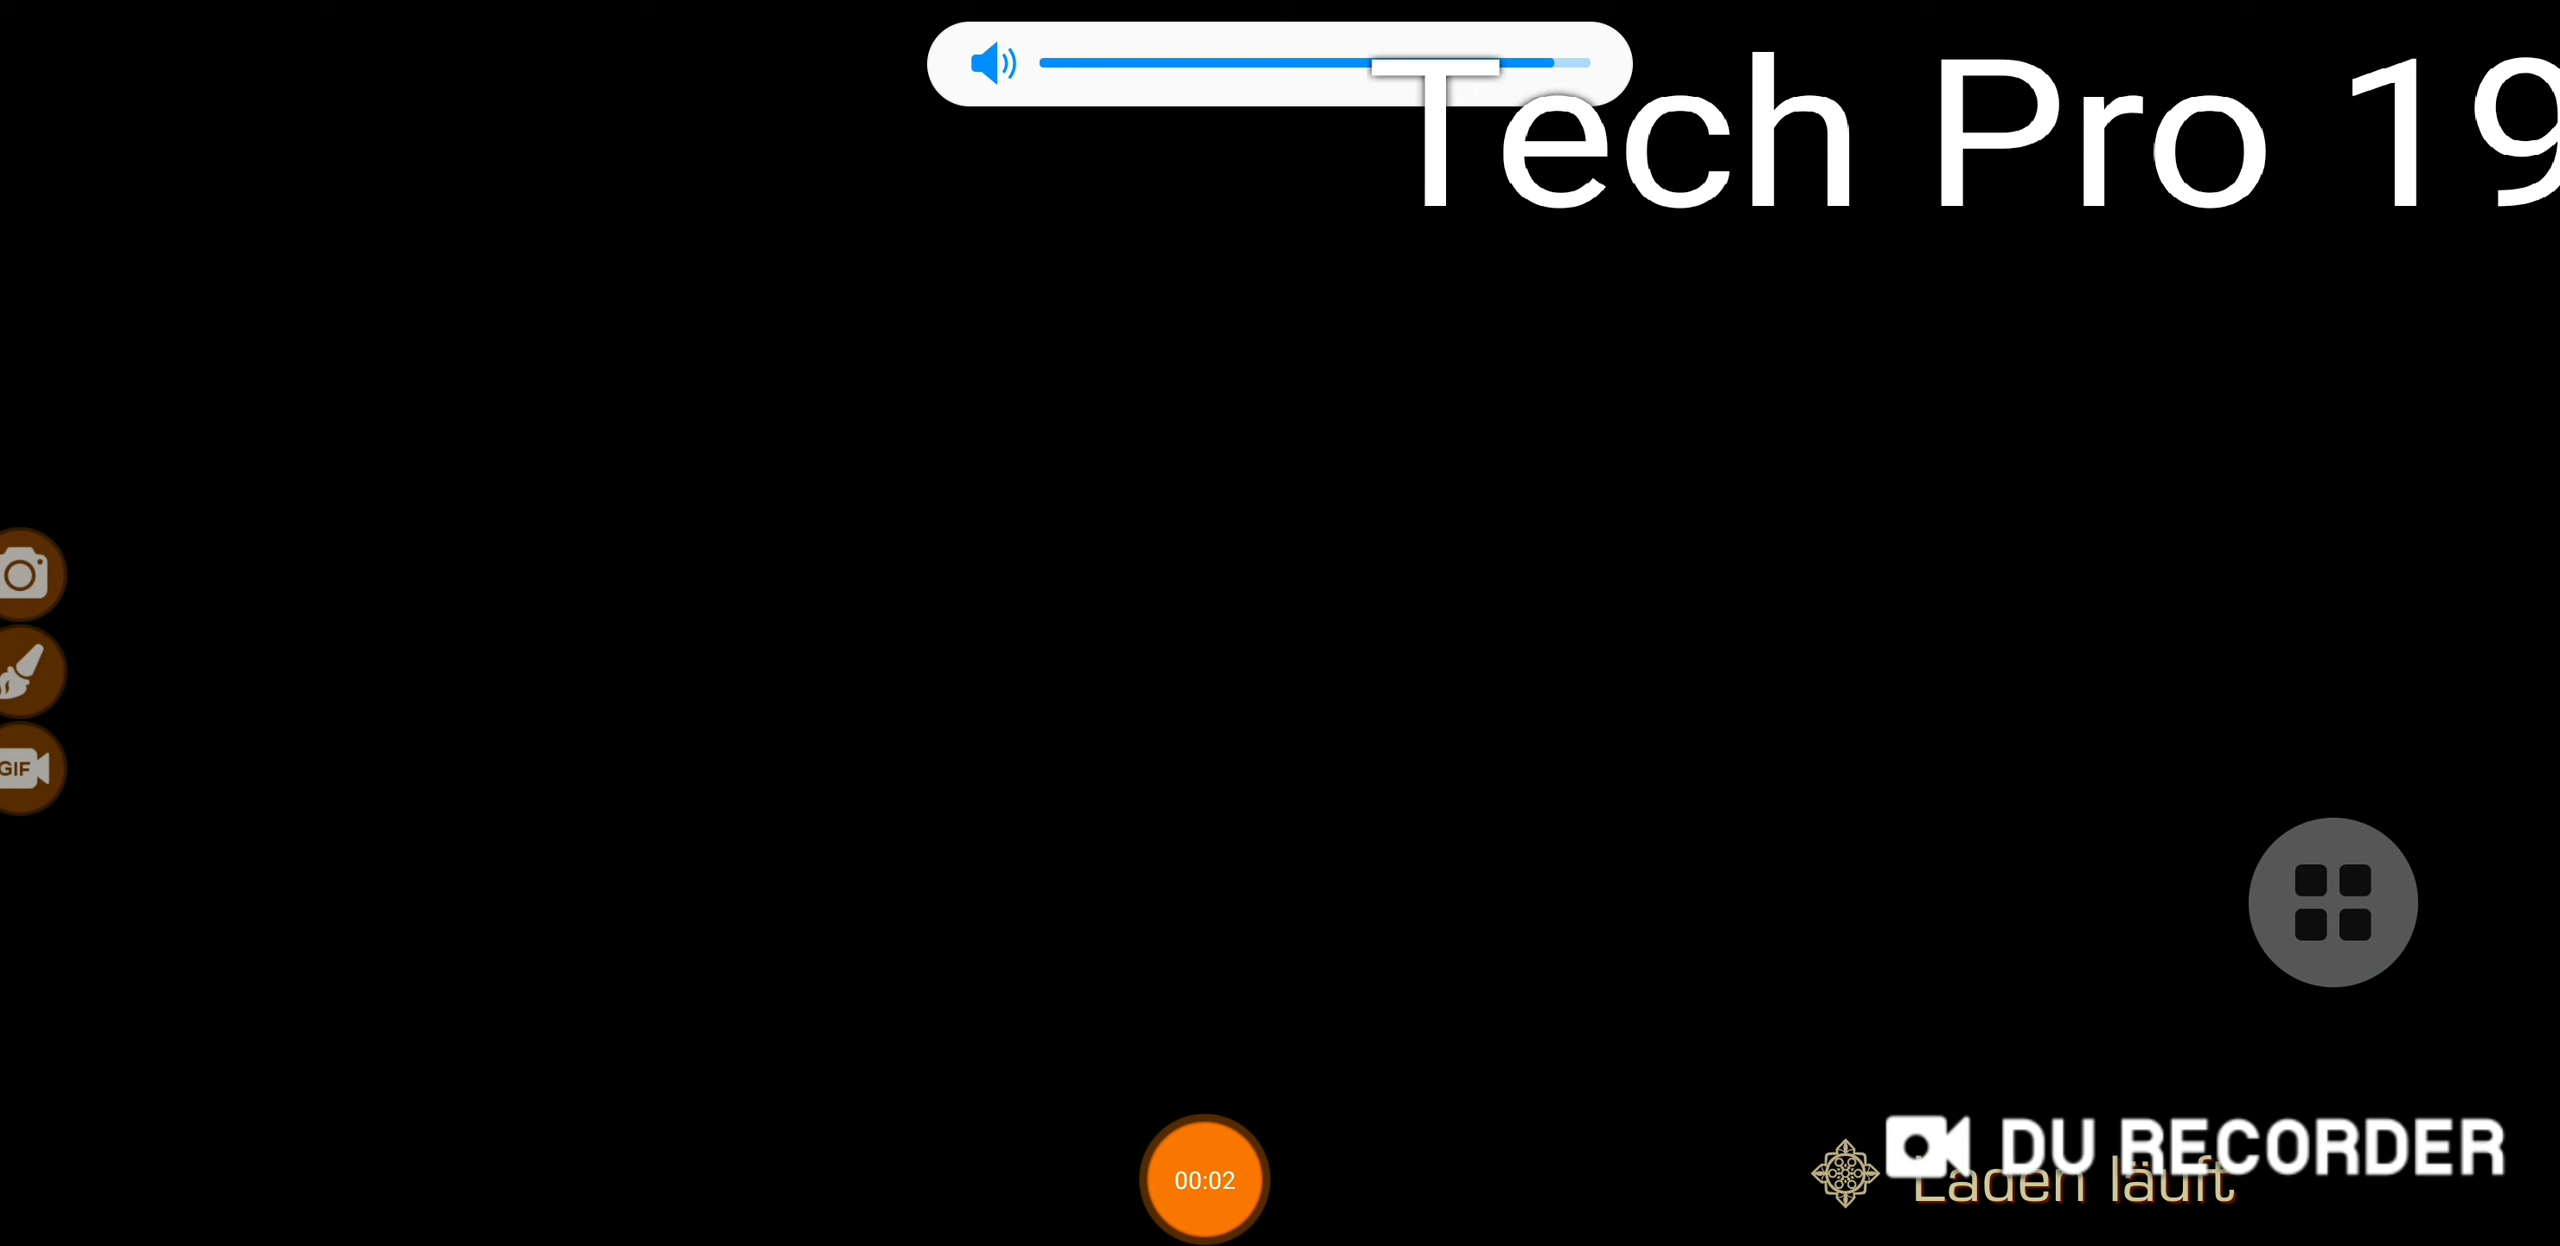 Tech Pro 19
GIF
00:02
DU RECORDER
Laden läuft